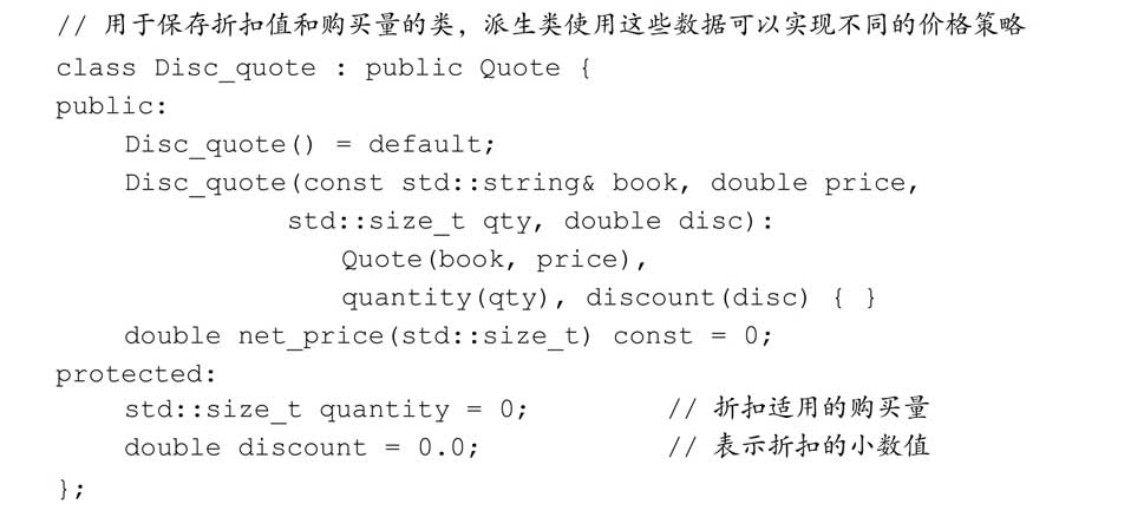 // 用于保存折扣值和购买量的类，派生类使用这些数据可以实现不同的价格策略
class Disc_quote : public Quote {
public:
    Disc_quote() = default;
    Disc_quote(const std::string& book, double price,
              std::size_t qty, double disc):
                 Quote(book, price),
                 quantity(qty), discount(disc) { }
    double net_price(std::size_t) const = 0;
protected:
    std::size_t quantity = 0;        // 折扣适用的购买量
    double discount = 0.0;           // 表示折扣的小数值
};